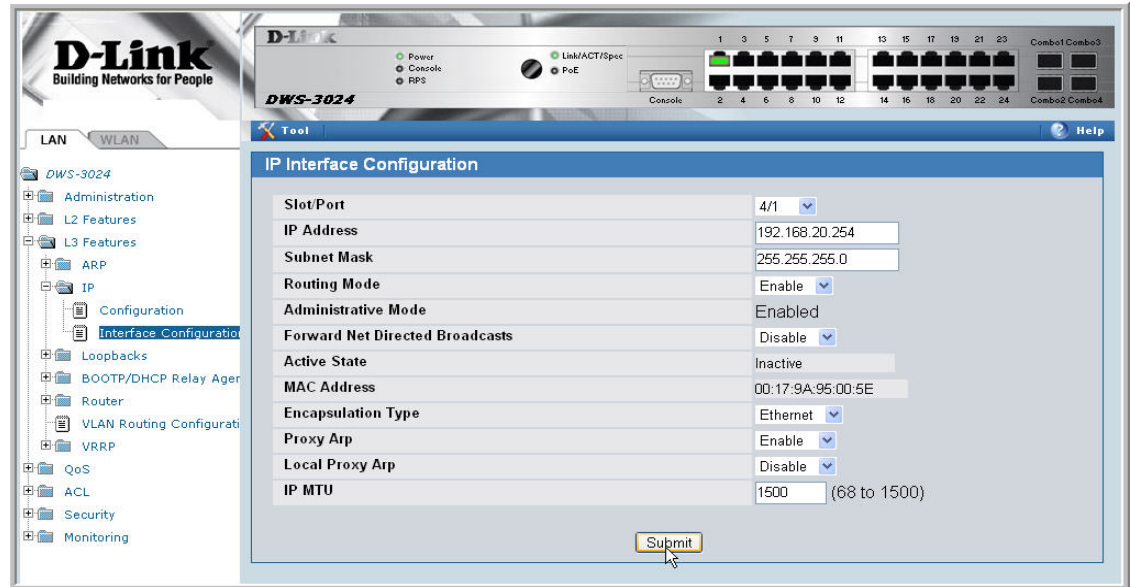 D-Link
Building Networks for People
D-Link
Power
Console
RPS
Link/ACT/Spec
PoE
DWS-3024
Console
1 3 5 7 9 11 13 15 17 19 21 23 Combo1 Combo3
2 4 6 8 10 12 14 16 18 20 22 24 Combo2 Combo4
LAN WLAN
Tool
Help
DWS-3024
Administration
L2 Features
L3 Features
ARP
IP
Configuration
Interface Configuratio
Loopbacks
BOOTP/DHCP Relay Ager
Router
VLAN Routing Configurati
VRRP
QoS
ACL
Security
Monitoring
IP Interface Configuration
Slot/Port 4/1
IP Address 192.168.20.254
Subnet Mask 255.255.255.0
Routing Mode Enable
Administrative Mode Enabled
Forward Net Directed Broadcasts Disable
Active State Inactive
MAC Address 00:17:9A:95:00:5E
Encapsulation Type Ethernet
Proxy Arp Enable
Local Proxy Arp Disable
IP MTU 1500 (68 to 1500)
Submit